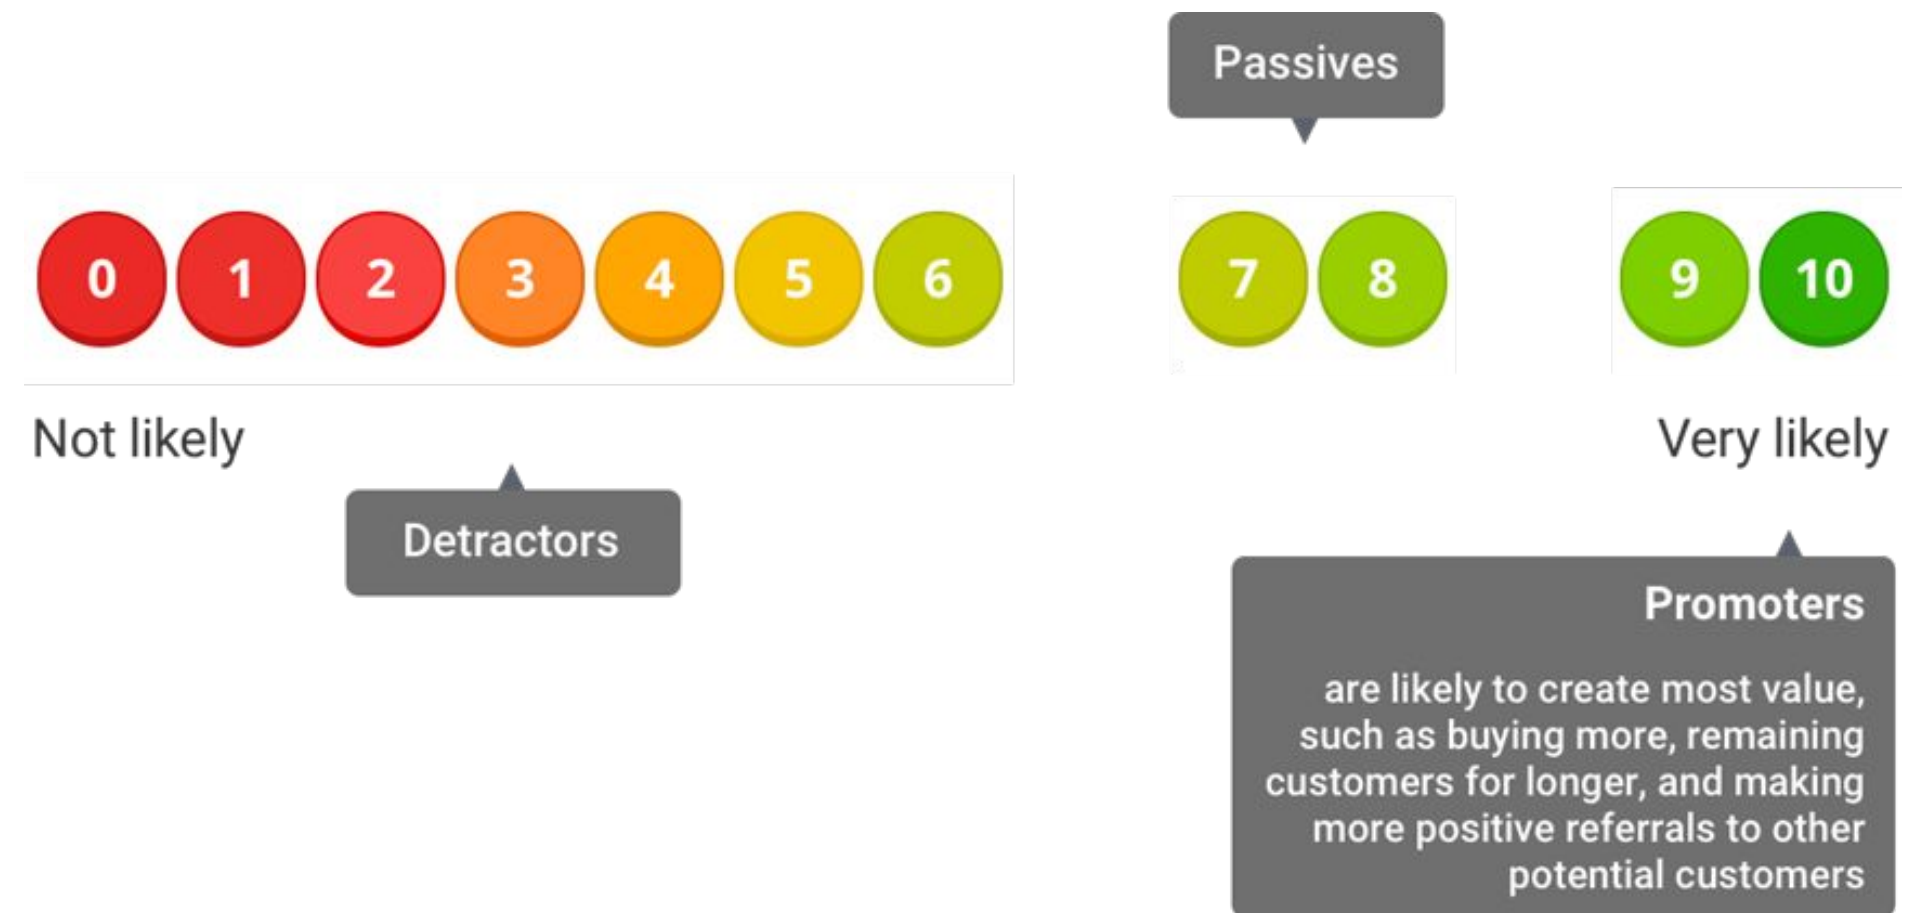 Passives
0 1 2 3 4 5 6 7 8 9 10
Not likely
Very likely
Detractors
Promoters
are likely to create most value,
such as buying more, remaining
customers for longer, and making
more positive referrals to other
potential customers